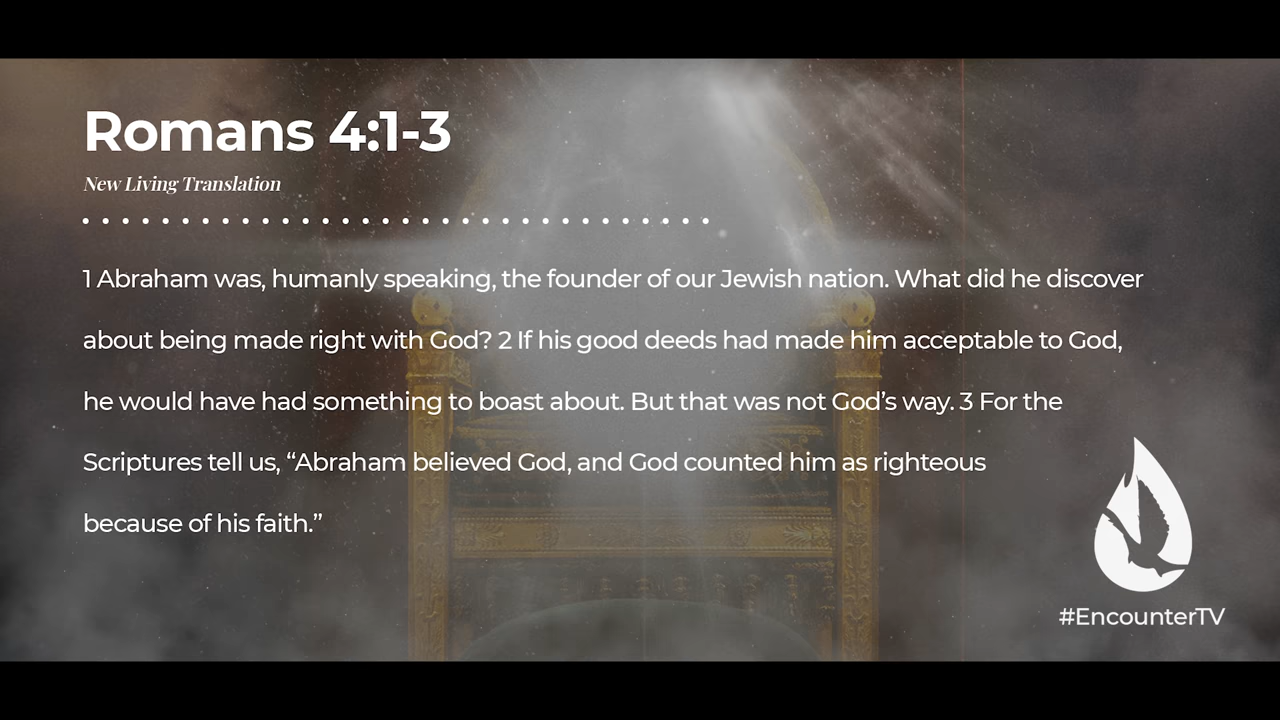 Romans 4:1-3
New Living Translation
1 Abraham was, humanly speaking, the founder of our Jewish nation. What did he discover
about being made right with God? 2 If his good deeds had made him acceptable to God,
he would have had something to boast about. But that was not God’s way. 3 For the
Scriptures tell us, “Abraham believed God, and God counted him as righteous
because of his faith.”
#EncounterTV